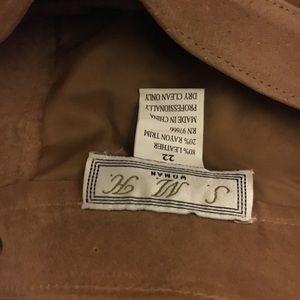 S. M. H.
WOMAN
22
80% LEATHER
20% RAYON TRIM
RN 97666
MADE IN CHINA
PROFESSIONALLY
DRY CLEAN ONLY